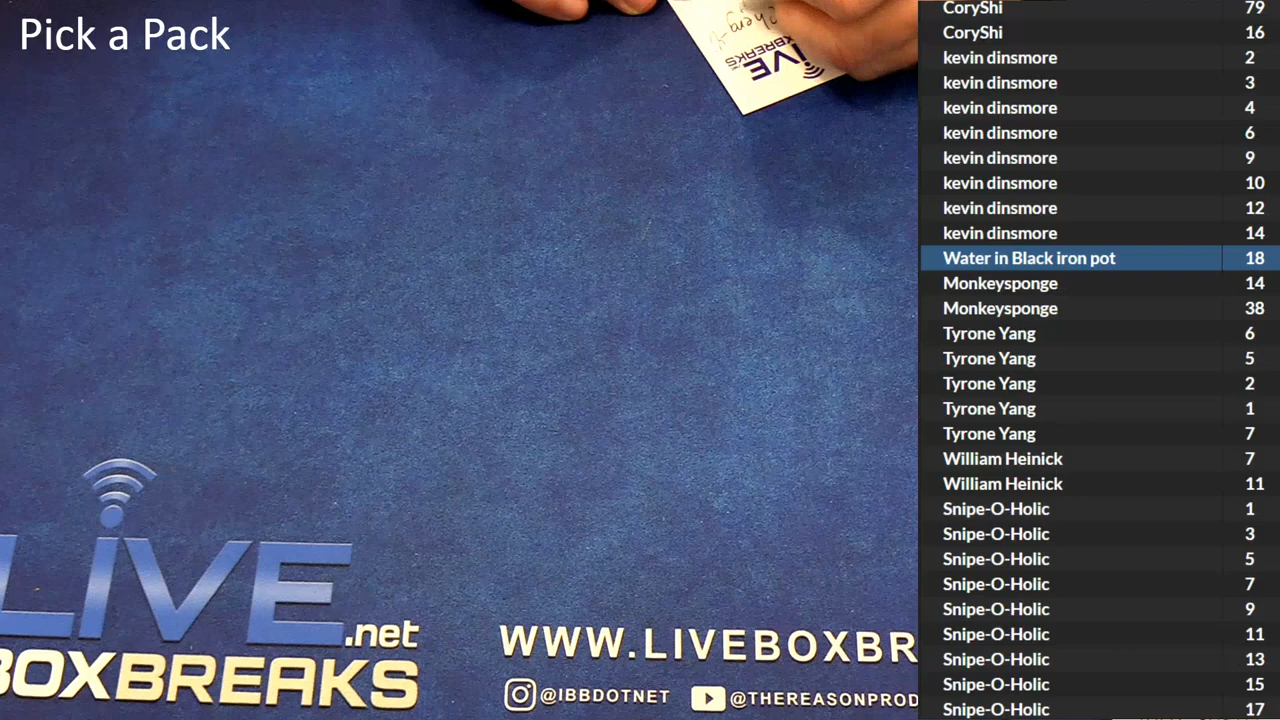 Pick a Pack
LIVE
BREAKS
LIVE
.net
BOXBREAKS
WWW.LIVEBOXBR
@IBBDOTNET
@THEREASONPROD
CoryShi 79
CoryShi 16
kevin dinsmore 2
kevin dinsmore 3
kevin dinsmore 4
kevin dinsmore 6
kevin dinsmore 9
kevin dinsmore 10
kevin dinsmore 12
kevin dinsmore 14
Water in Black iron pot 18
Monkeysponge 14
Monkeysponge 38
Tyrone Yang 6
Tyrone Yang 5
Tyrone Yang 2
Tyrone Yang 1
Tyrone Yang 7
William Heinick 7
William Heinick 11
Snipe-O-Holic 1
Snipe-O-Holic 3
Snipe-O-Holic 5
Snipe-O-Holic 7
Snipe-O-Holic 9
Snipe-O-Holic 11
Snipe-O-Holic 13
Snipe-O-Holic 15
Snipe-O-Holic 17